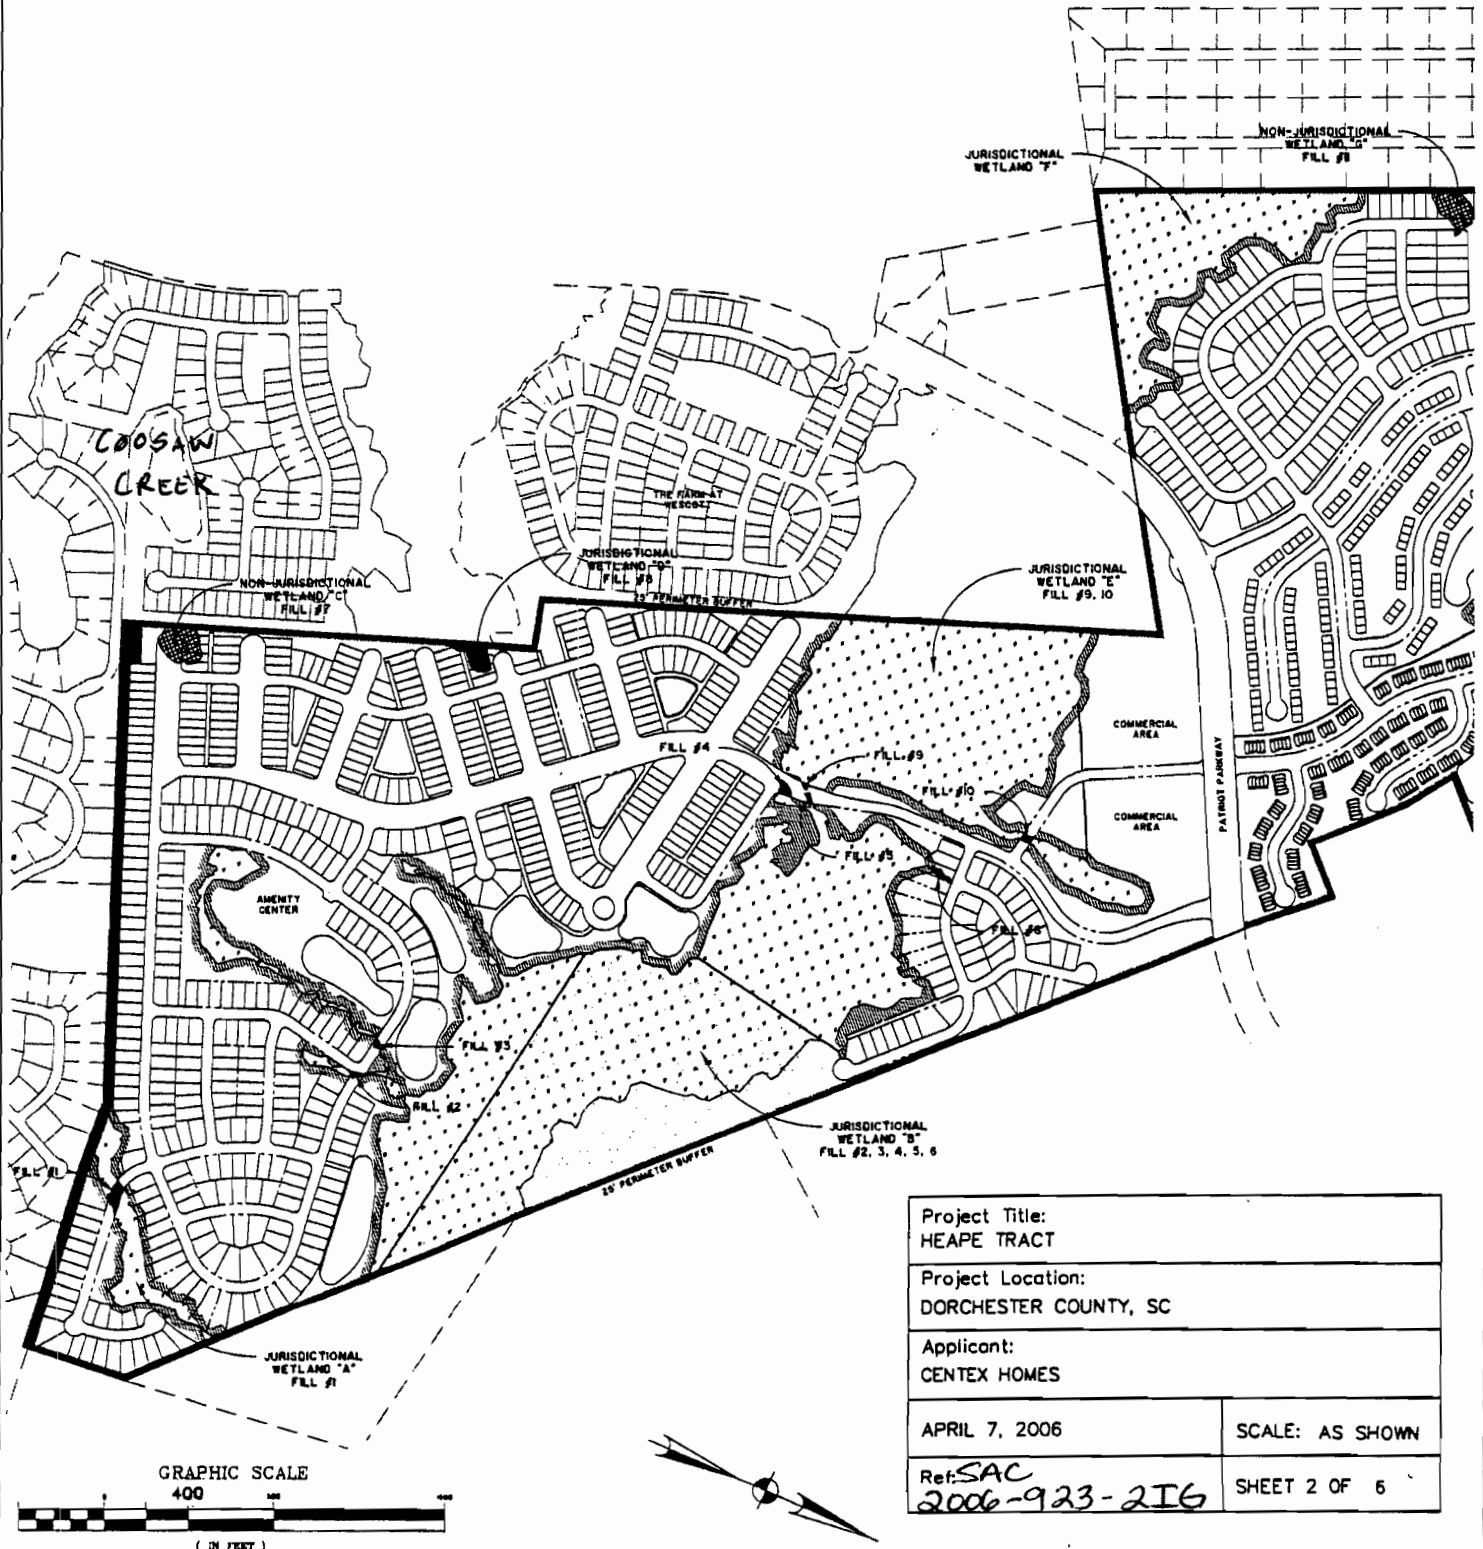 NON-JURISDICTIONAL
WETLAND "G"
JURISDICTIONAL
WETLAND "F"
COOSAW
CREEK
THE FARM AT
WESCOTT
JURISDICTIONAL
WETLAND "D"
FILL #8
NON-JURISDICTIONAL
WETLAND "C"
FILL #7
25' PERIMETER BUFFER
JURISDICTIONAL
WETLAND "E"
FILL #9, 10
COMMERCIAL
AREA
FILL #4
FILL #9
FILL #10
PATRIOT PARKWAY
COMMERCIAL
AREA
FILL #5
AMENITY
CENTER
FILL #6
FILL #3
FILL #2
JURISDICTIONAL
WETLAND "B"
FILL #2, 3, 4, 5, 6
FILL #1
25' PERIMETER BUFFER
JURISDICTIONAL
WETLAND "A"
FILL #1
Project Title:
HEAPE TRACT
Project Location:
DORCHESTER COUNTY, SC
Applicant:
CENTEX HOMES
APRIL 7, 2006
SCALE: AS SHOWN
Ref: SAC
2006-923-2IG
SHEET 2 OF 6
GRAPHIC SCALE
400
( IN FEET )